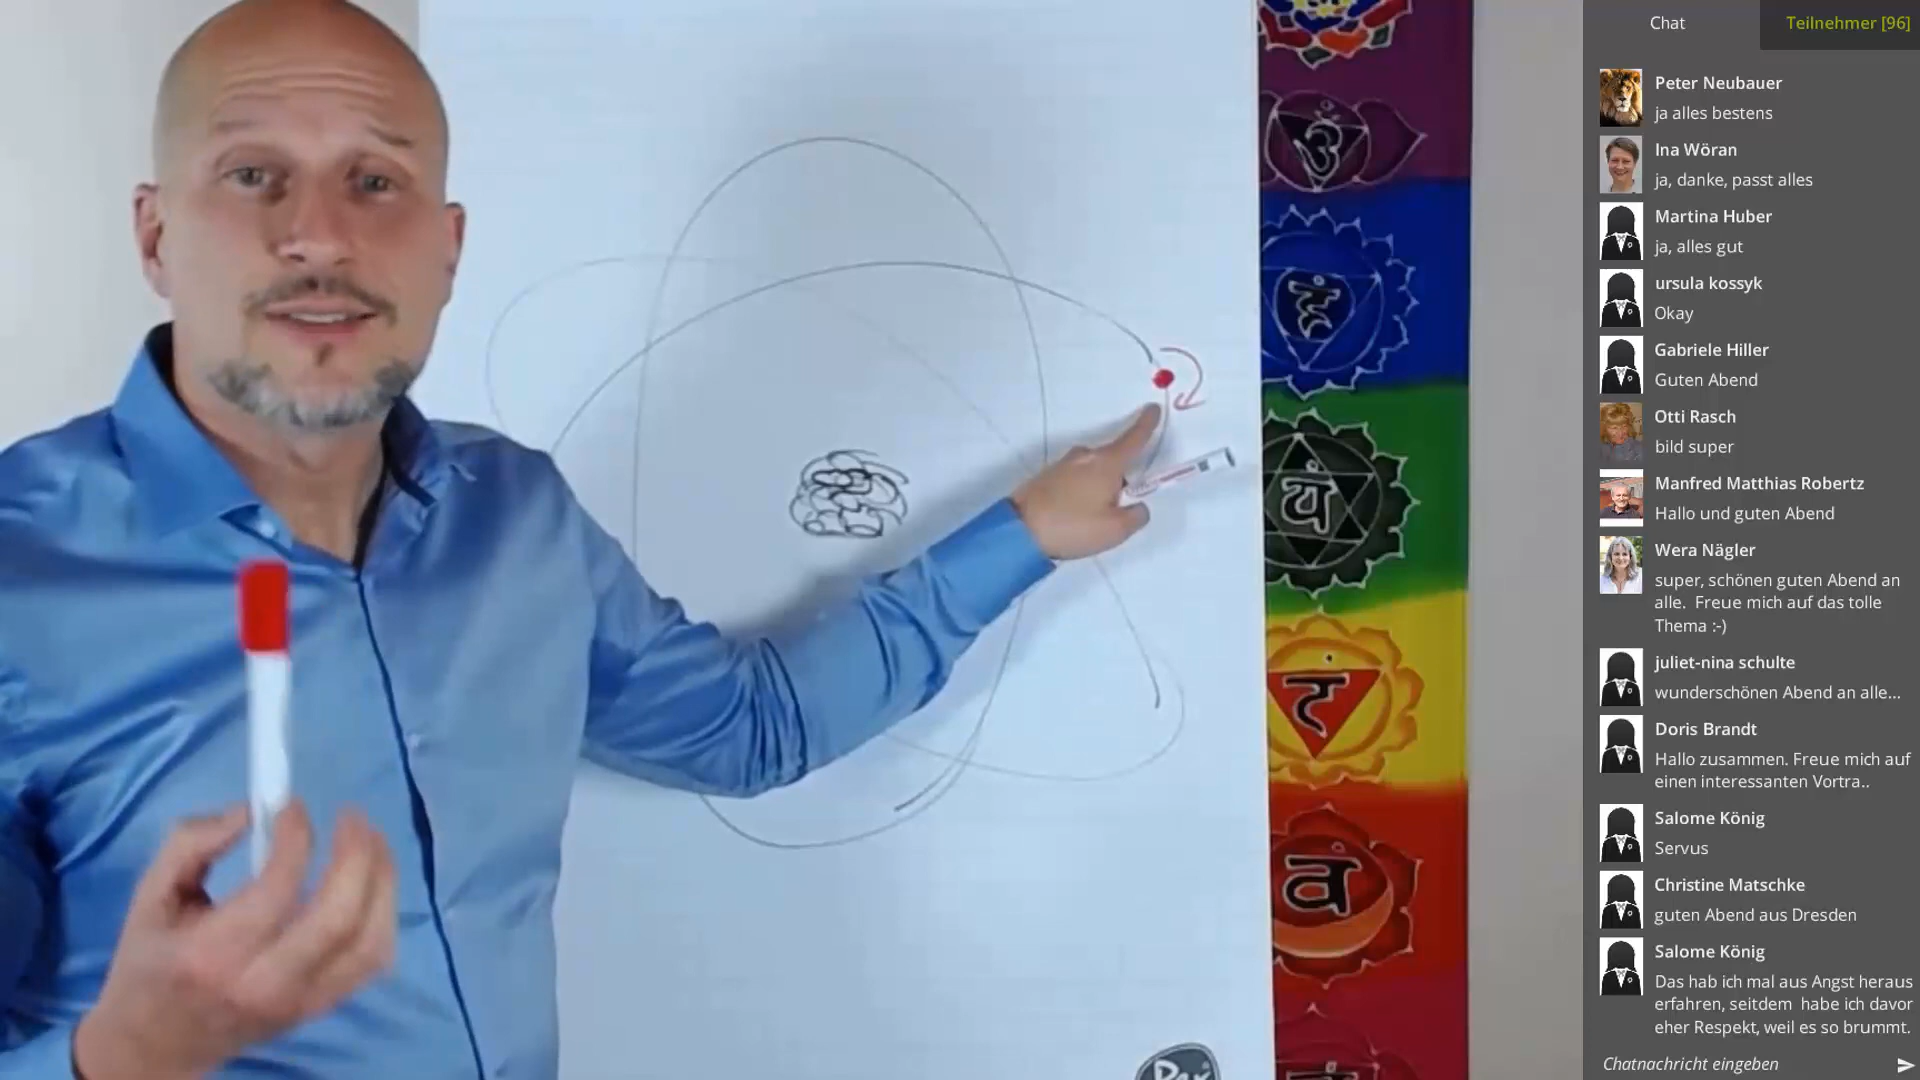 Chat
Teilnehmer [96]
Peter Neubauer
ja alles bestens
Ina Wöran
ja, danke, passt alles
Martina Huber
ja, alles gut
ursula kossyk
Okay
Gabriele Hiller
Guten Abend
Otti Rasch
bild super
Manfred Matthias Robertz
Hallo und guten Abend
Wera Nägler
super, schönen guten Abend an
alle. Freue mich auf das tolle
Thema :-)
juliet-nina schulte
wunderschönen Abend an alle...
Doris Brandt
Hallo zusammen. Freue mich auf
einen interessanten Vortra..
Salome König
Servus
Christine Matschke
guten Abend aus Dresden
Salome König
Das hab ich mal aus Angst heraus
erfahren, seitdem habe ich davor
eher Respekt, weil es so brummt.
Chatnachricht eingeben
ॐ
हं
यं
रं
वं